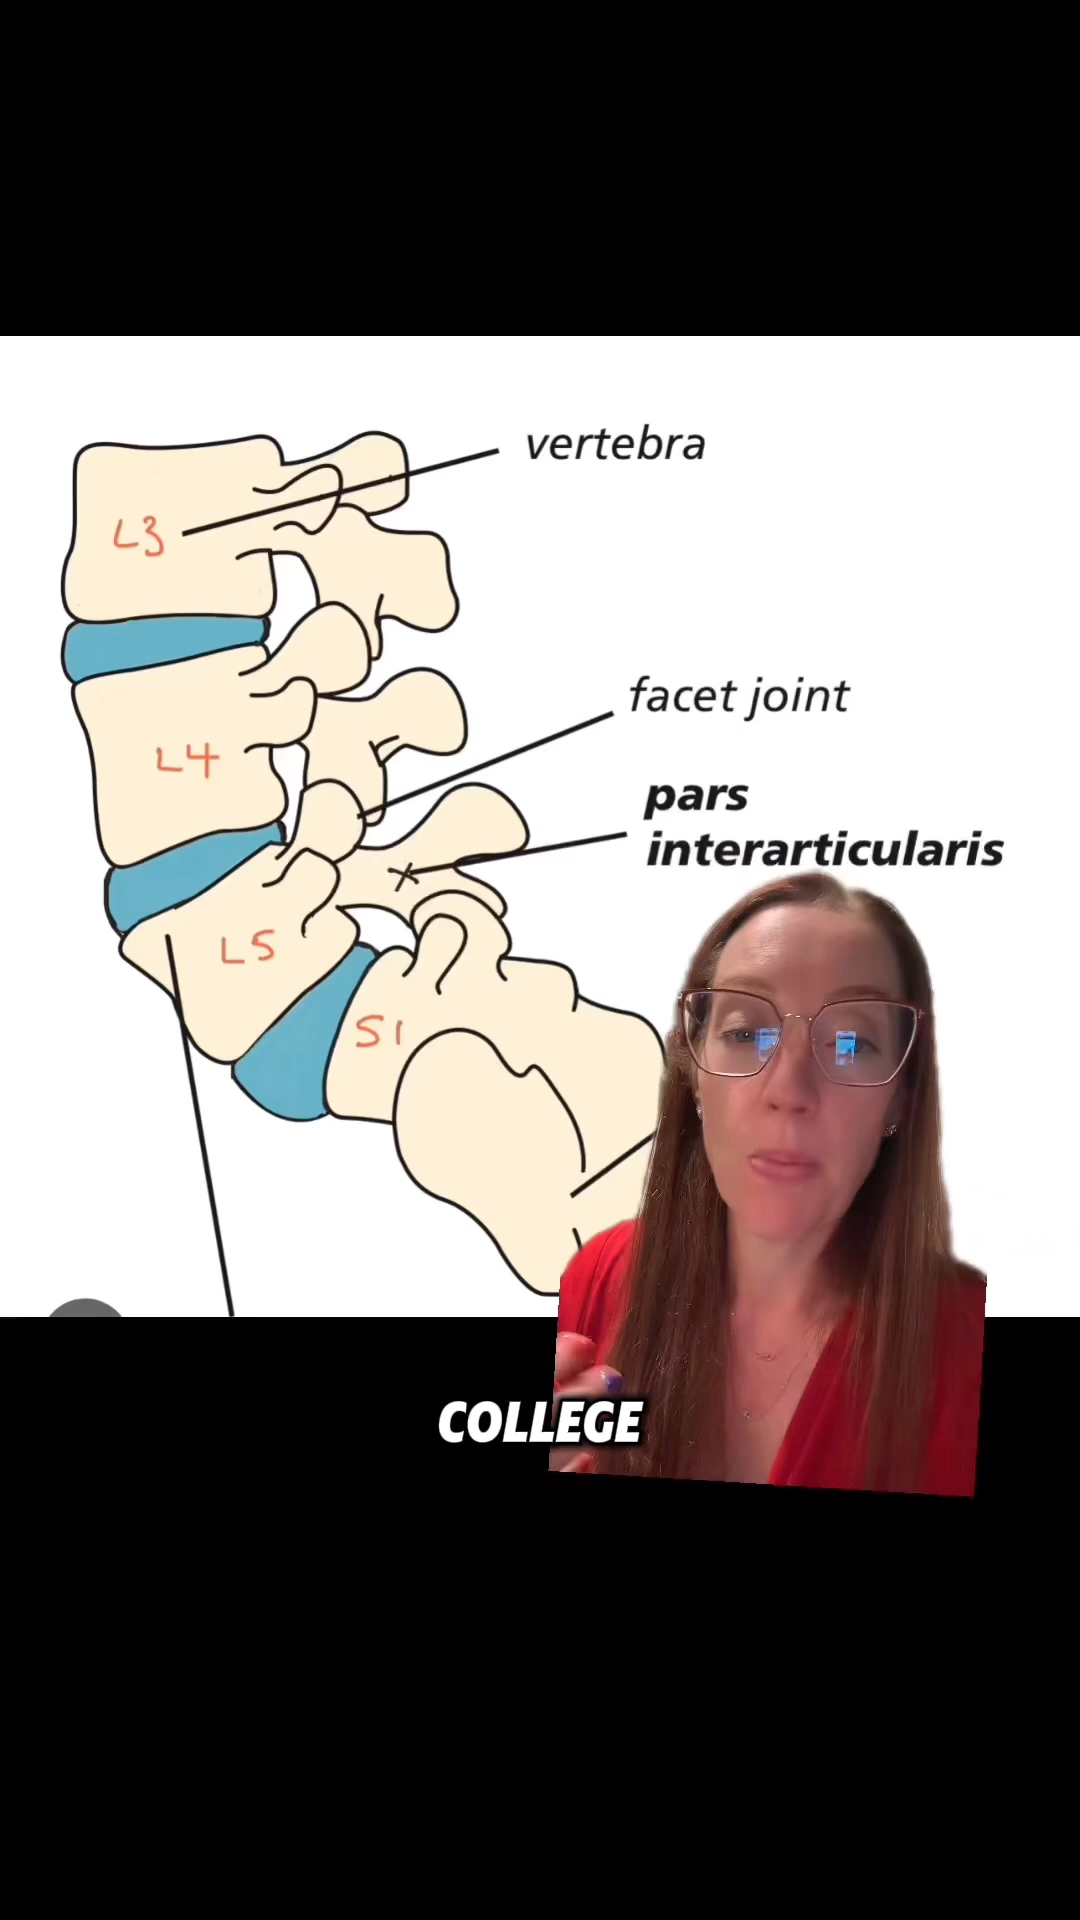 vertebra
L3
facet joint
L4
pars
interarticularis
L5
S1
COLLEGE